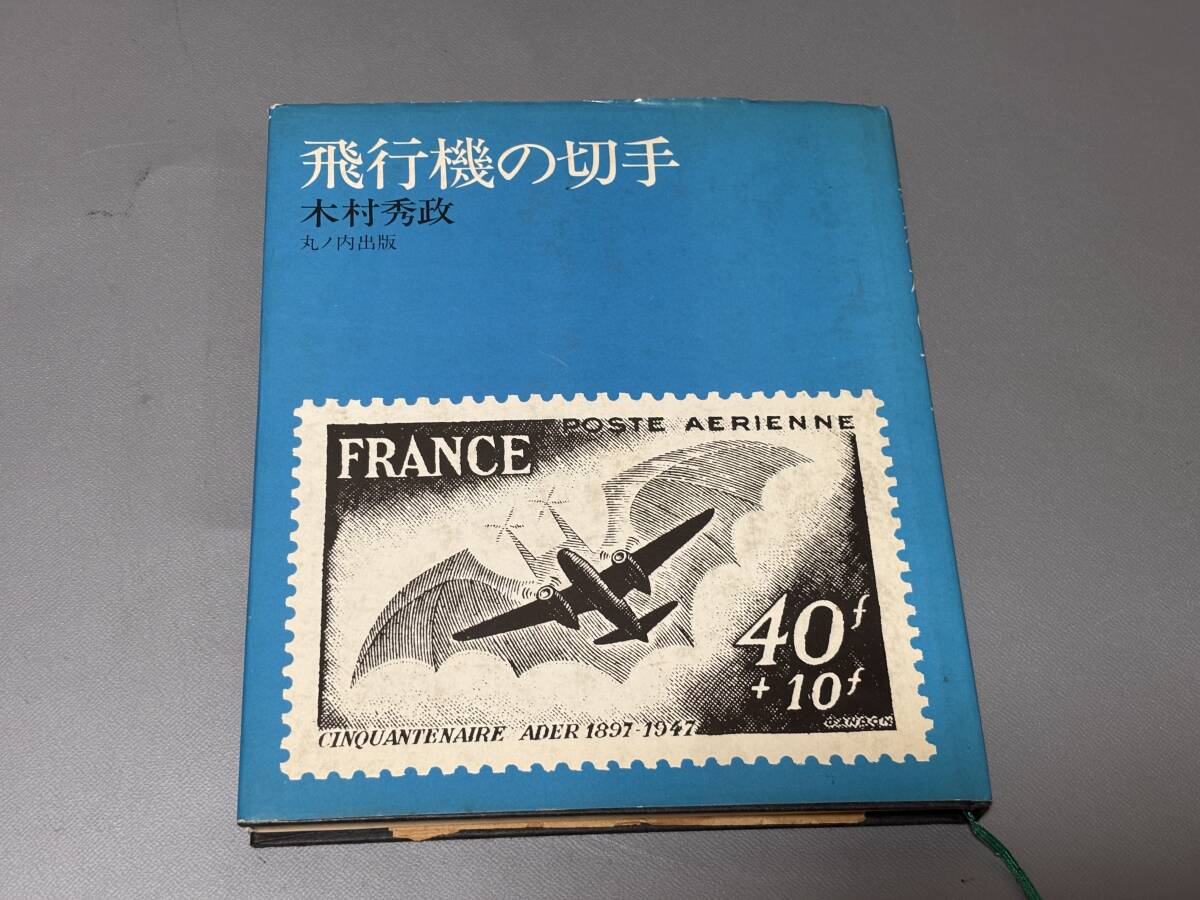 飛行機の切手
木村秀政
丸ノ内出版
POSTE AERIENNE
FRANCE
40f
+ 10f
GANDON
CINQUANTENAIRE ADER 1897-1947